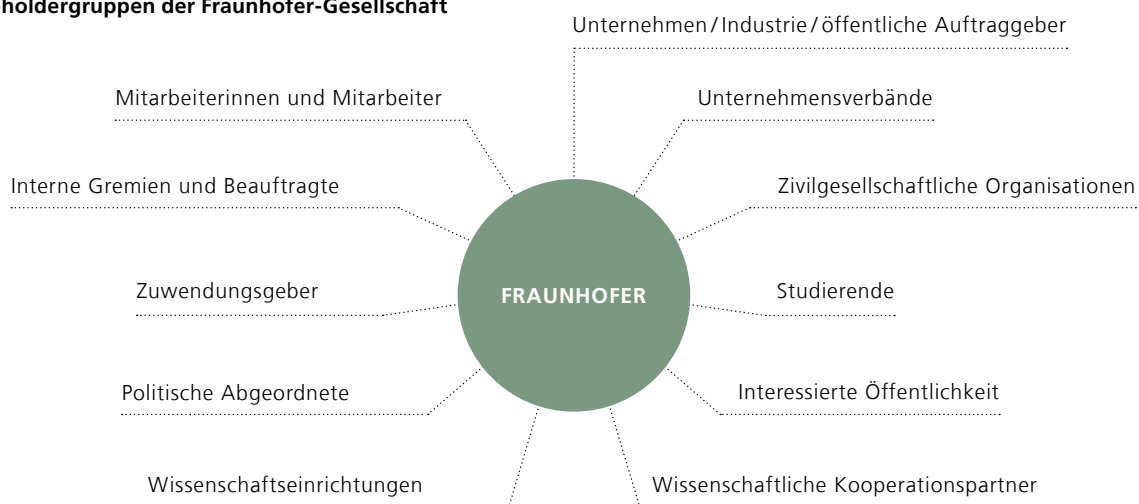 holdergruppen der Fraunhofer-Gesellschaft
Unternehmen/Industrie/öffentliche Auftraggeber
Mitarbeiterinnen und Mitarbeiter
Unternehmensverbände
Interne Gremien und Beauftragte
Zivilgesellschaftliche Organisationen
Zuwendungsgeber
FRAUNHOFER
Studierende
Politische Abgeordnete
Interessierte Öffentlichkeit
Wissenschaftseinrichtungen
Wissenschaftliche Kooperationspartner